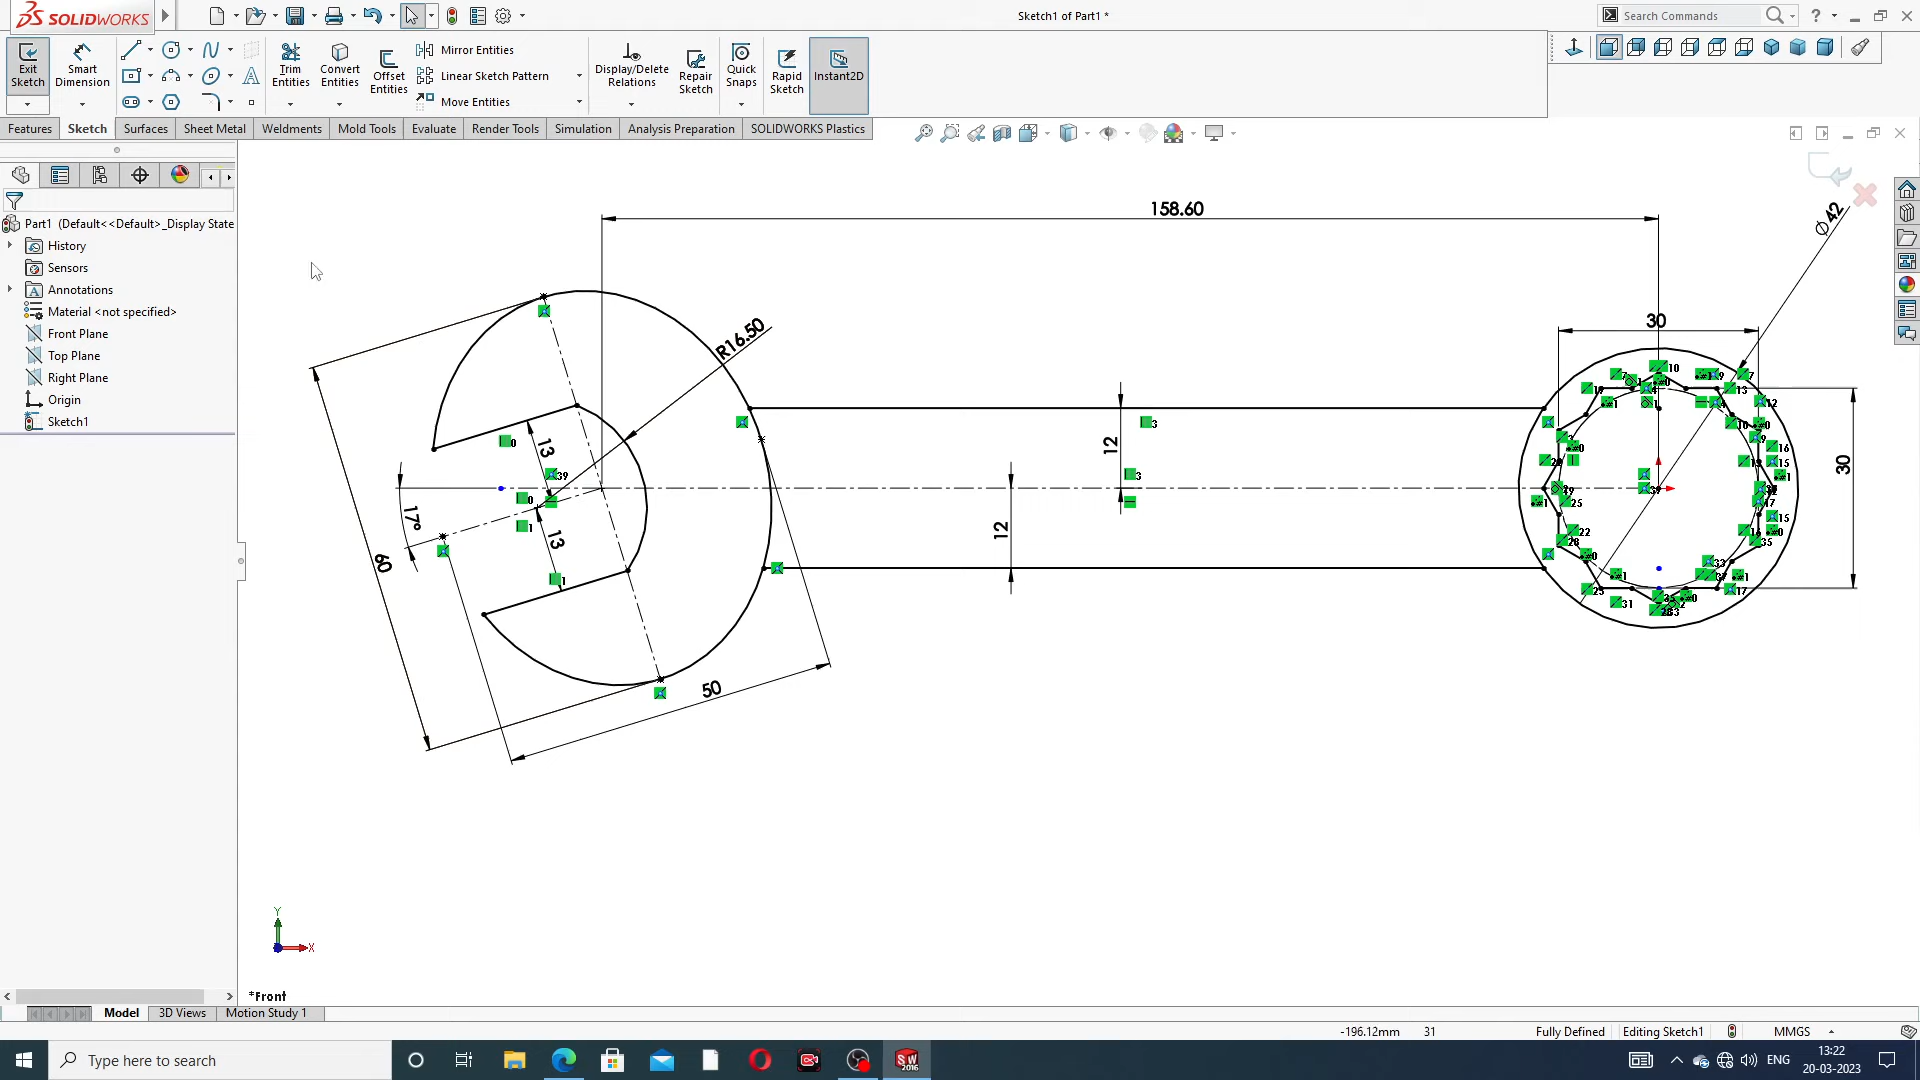 SOLIDWORKS
Sketch1 of Part1 *
Search Commands
Exit Sketch
Smart Dimension
Trim Entities
Convert Entities
Offset Entities
Mirror Entities
Linear Sketch Pattern
Move Entities
Display/Delete Relations
Repair Sketch
Quick Snaps
Rapid Sketch
Instant2D
Features
Sketch
Surfaces
Sheet Metal
Weldments
Mold Tools
Evaluate
Render Tools
Simulation
Analysis Preparation
SOLIDWORKS Plastics
Part1 (Default<<Default>_Display State
History
Sensors
Annotations
Material <not specified>
Front Plane
Top Plane
Right Plane
Origin
Sketch1
158.60
Ø42
R16.50
30
13
12
30
17°
60
13
12
50
Y
X
*Front
Model
3D Views
Motion Study 1
-196.12mm
31
Fully Defined
Editing Sketch1
MMGS
Type here to search
SW
2016
ENG
13:22
20-03-2023